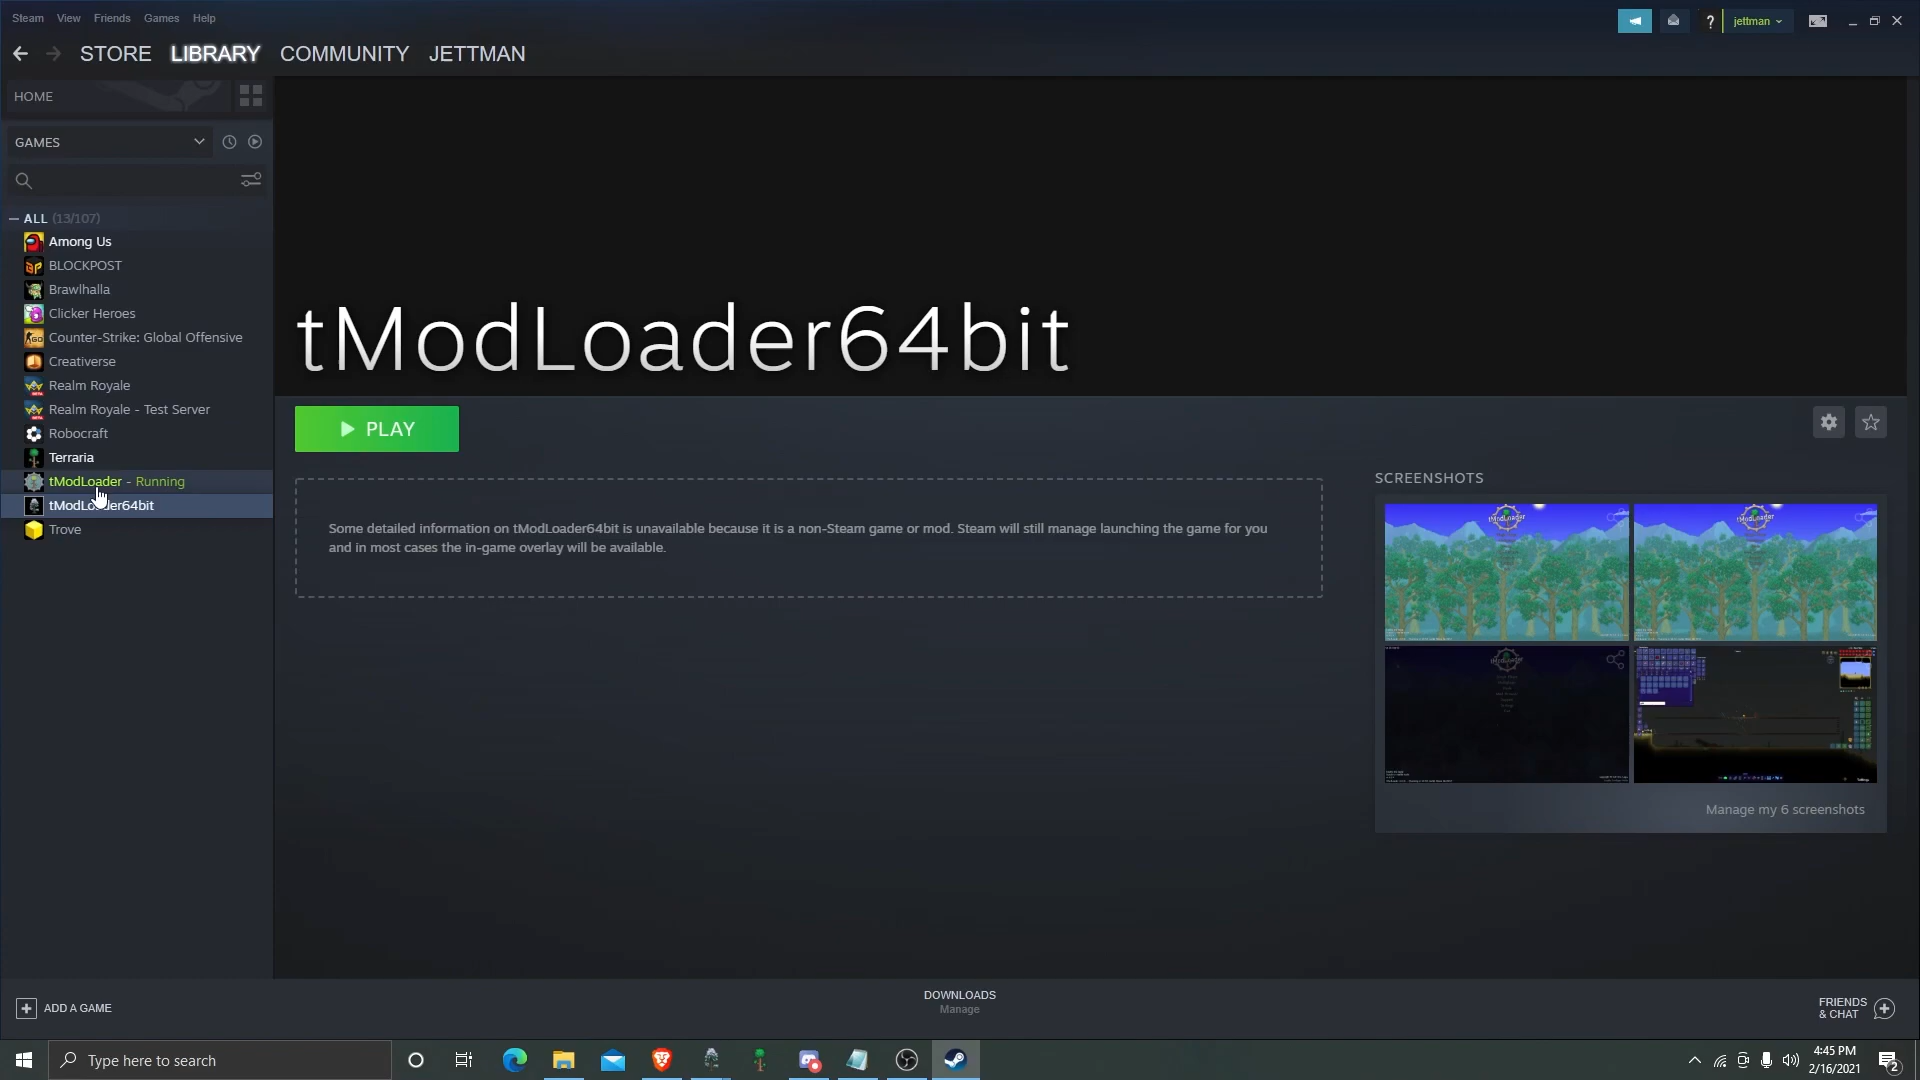 Steam View Friends Games Help
? jettman
STORE LIBRARY COMMUNITY JETTMAN
HOME
GAMES
ALL (13/107)
Among Us
BLOCKPOST
Brawlhalla
Clicker Heroes
Counter-Strike: Global Offensive
Creativerse
Realm Royale
Realm Royale - Test Server
Robocraft
Terraria
tModLoader - Running
tModLoader64bit
Trove
tModLoader64bit
PLAY
Some detailed information on tModLoader64bit is unavailable because it is a non-Steam game or mod. Steam will still manage launching the game for you
and in most cases the in-game overlay will be available.
SCREENSHOTS
Manage my 6 screenshots
ADD A GAME
DOWNLOADS
Manage
FRIENDS
& CHAT
Type here to search
4:45 PM
2/16/2021
2